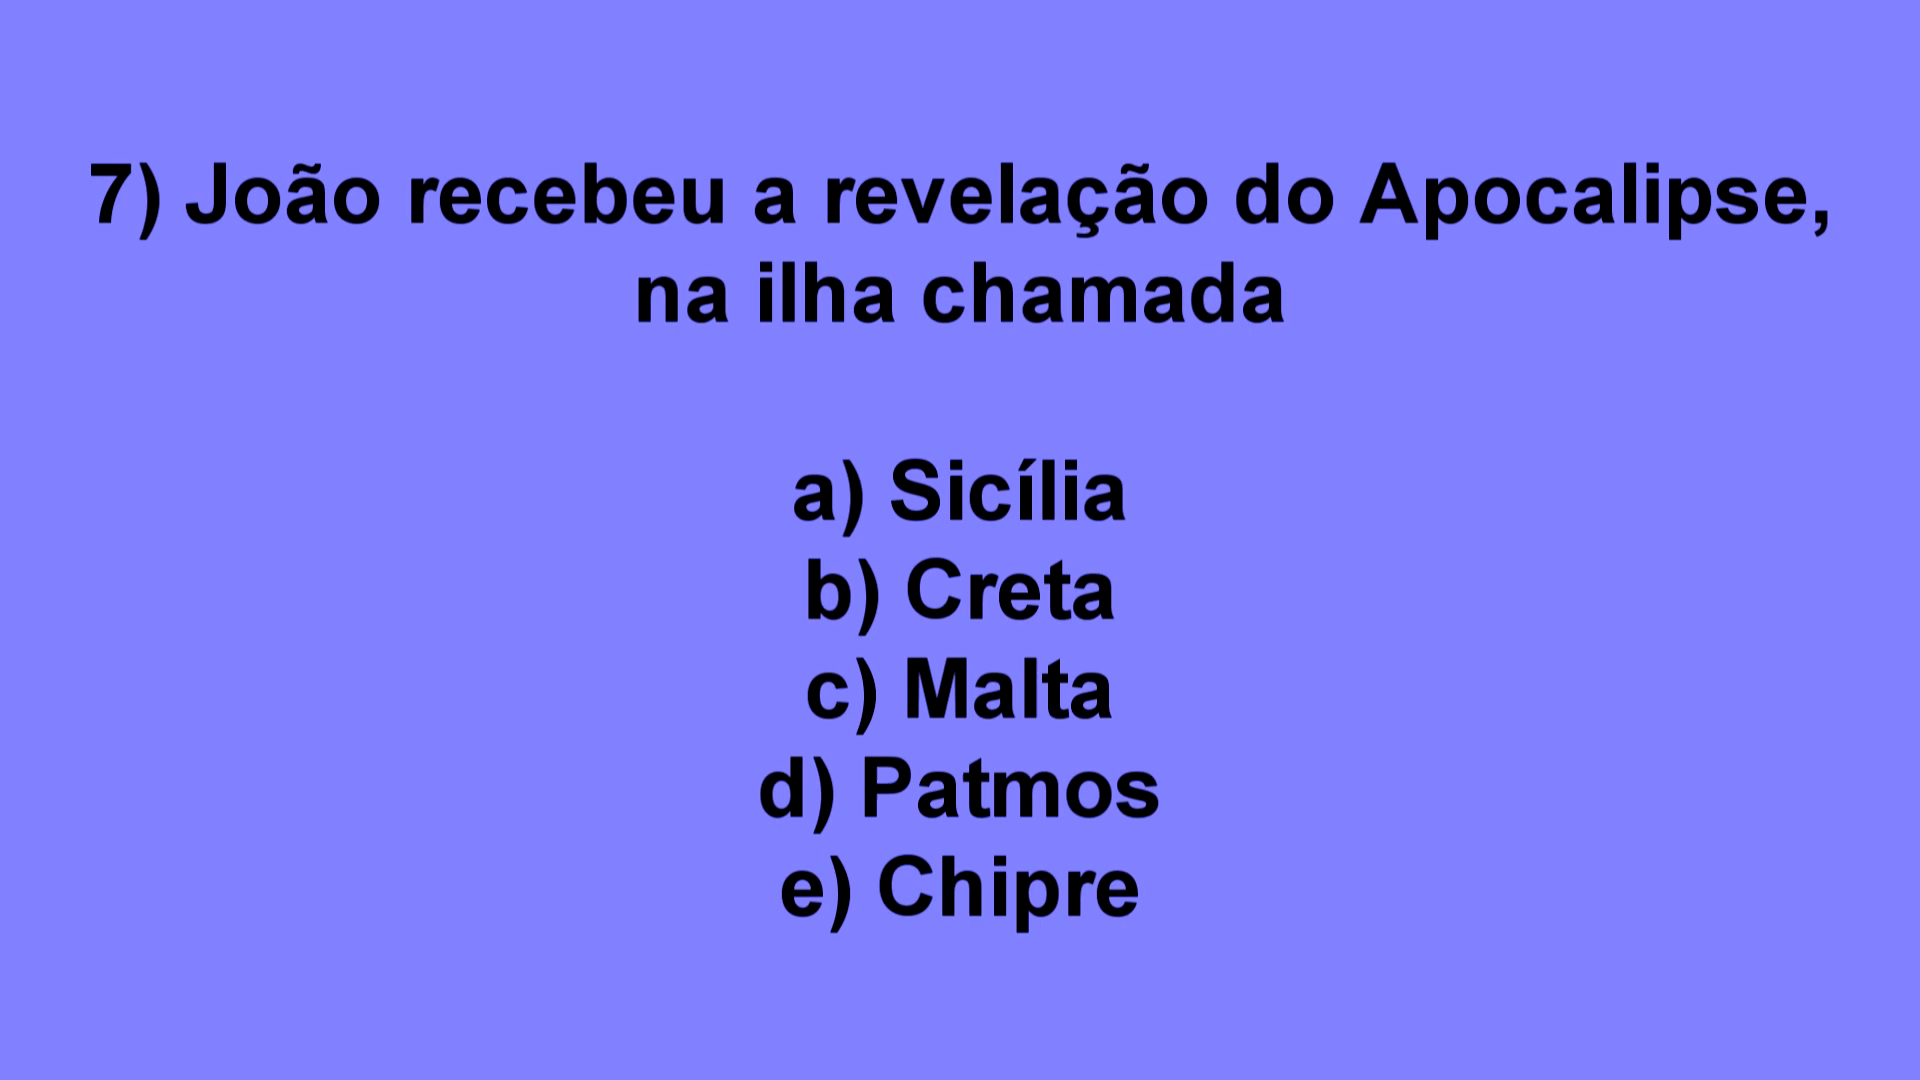 7) João recebeu a revelação do Apocalipse,
na ilha chamada
a) Sicília
b) Creta
c) Malta
d) Patmos
e) Chipre